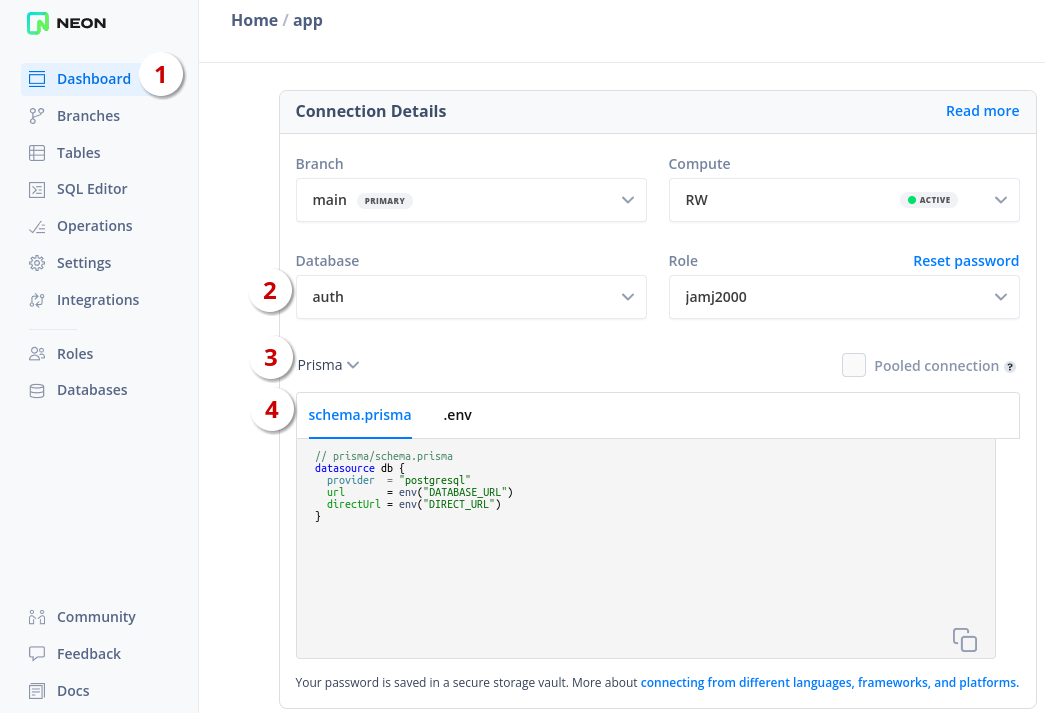 NEON
Home / app
Dashboard
1
Branches
Tables
SQL Editor
Operations
Settings
Integrations
Roles
Databases
Community
Feedback
Docs
Connection Details
Read more
Branch
Compute
main PRIMARY
RW ACTIVE
Database
Role
Reset password
2
auth
jamj2000
3
Prisma
Pooled connection ?
4
schema.prisma
.env
// prisma/schema.prisma
datasource db {
  provider  = "postgresql"
  url       = env("DATABASE_URL")
  directUrl = env("DIRECT_URL")
}
Your password is saved in a secure storage vault. More about connecting from different languages, frameworks, and platforms.